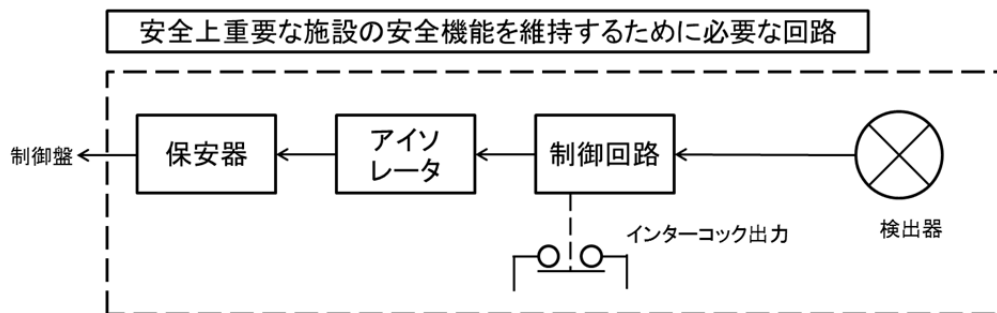 安全上重要な施設の安全機能を維持するために必要な回路
制御盤
保安器
アイソ
レータ
制御回路
検出器
インターコック出力